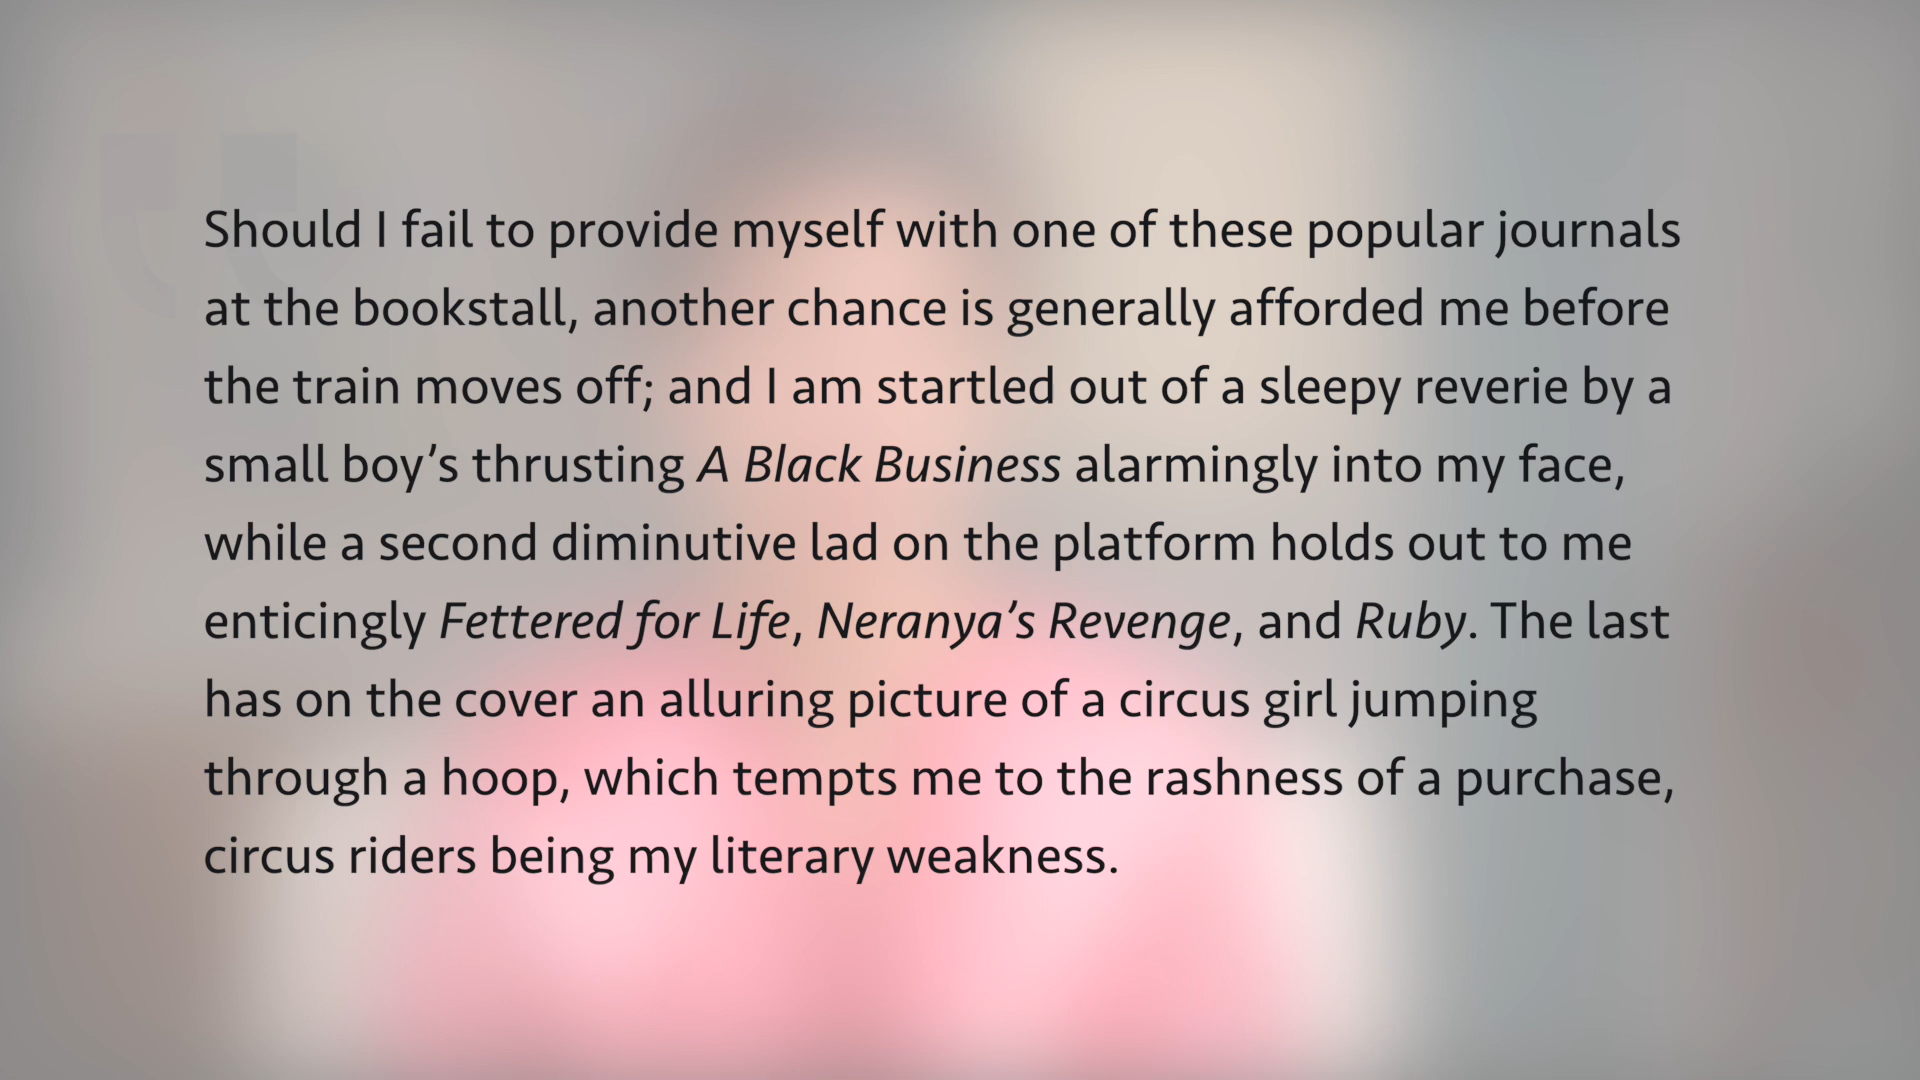 Should I fail to provide myself with one of these popular journals
at the bookstall, another chance is generally afforded me before
the train moves off; and I am startled out of a sleepy reverie by a
small boy’s thrusting A Black Business alarmingly into my face,
while a second diminutive lad on the platform holds out to me
enticingly Fettered for Life, Neranya’s Revenge, and Ruby. The last
has on the cover an alluring picture of a circus girl jumping
through a hoop, which tempts me to the rashness of a purchase,
circus riders being my literary weakness.